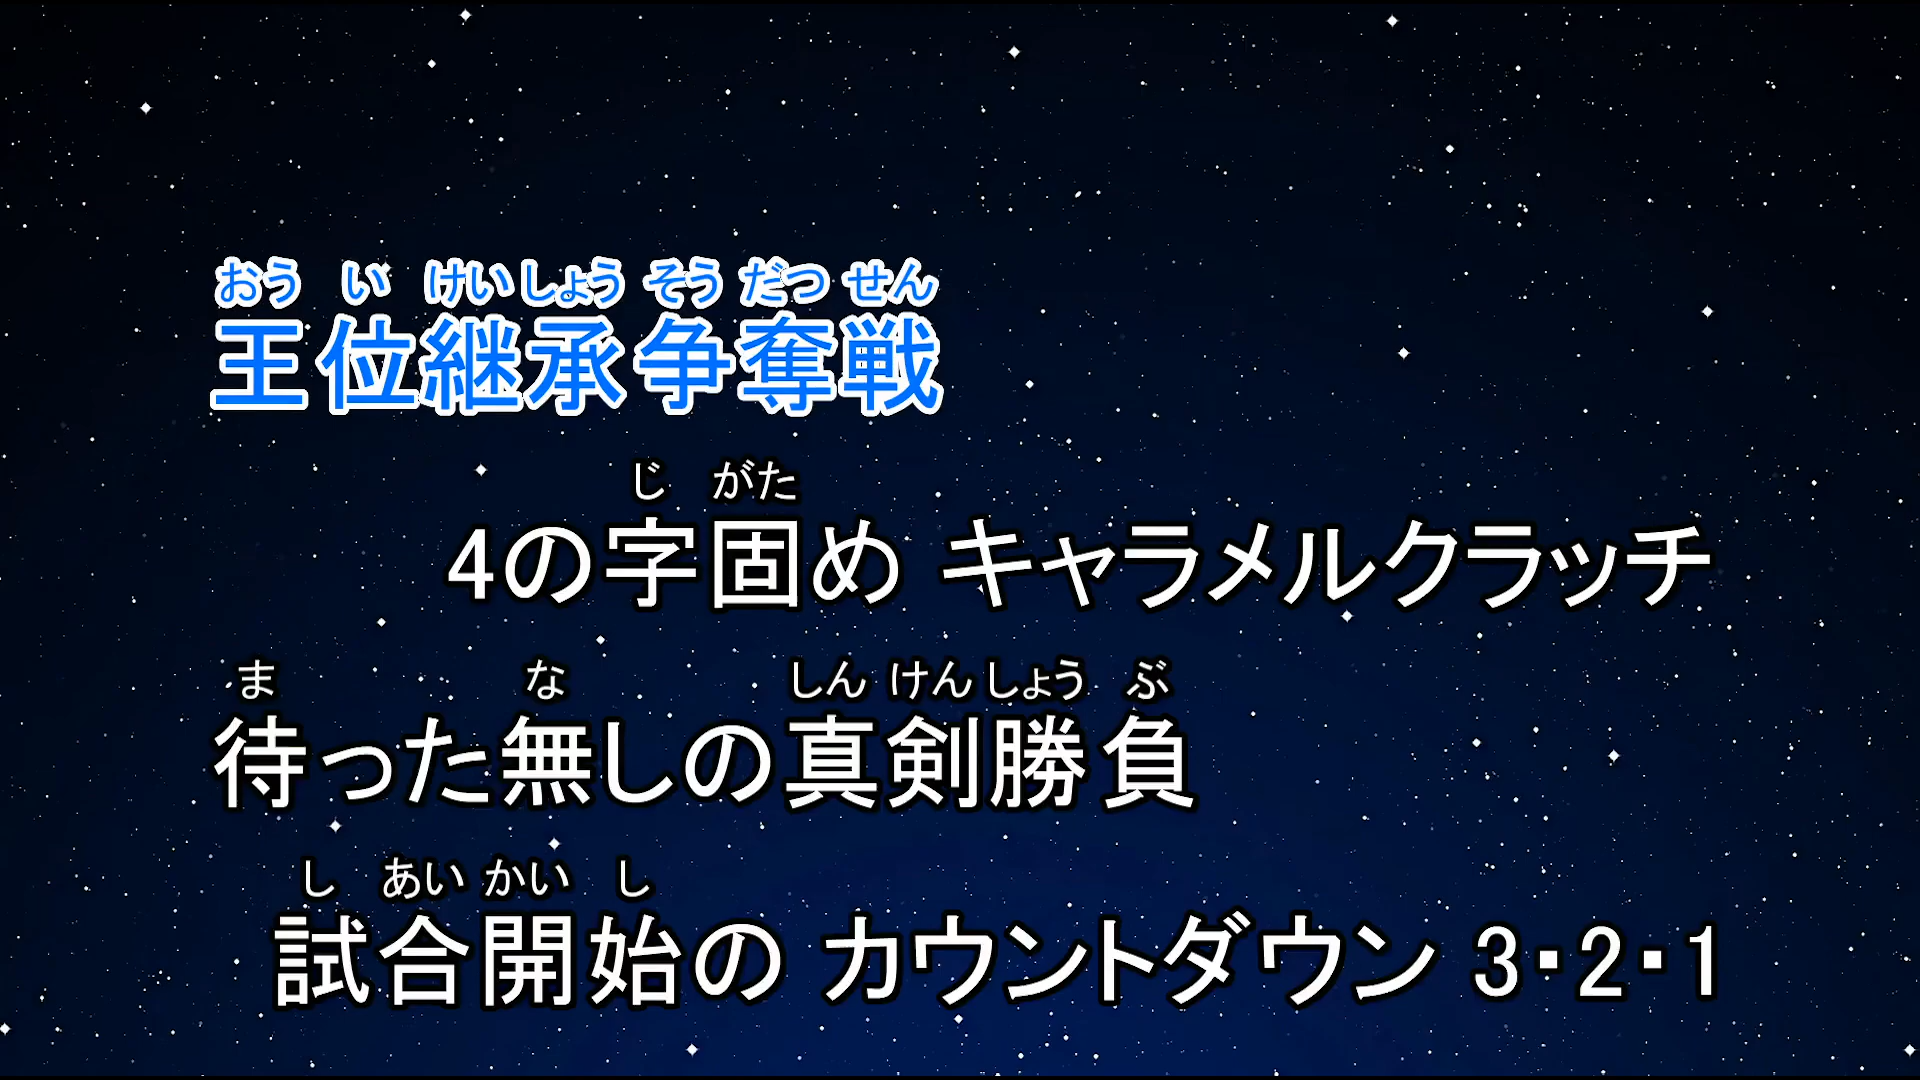 おういけいしょうそうだつせん
王位継承争奪戦
じがた
4の字固め キャラメルクラッチ
まなしんけんしょうぶ
待った無しの真剣勝負
しあいかいし
試合開始の カウントダウン 3・2・1